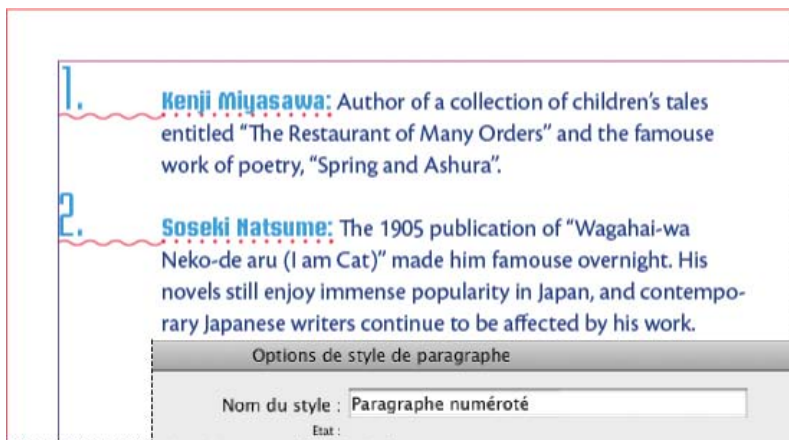 1. Kenji Miyasawa: Author of a collection of children's tales
entitled “The Restaurant of Many Orders” and the famouse
work of poetry, “Spring and Ashura”.
2. Soseki Natsume: The 1905 publication of “Wagahai-wa
Neko-de aru (I am Cat)” made him famouse overnight. His
novels still enjoy immense popularity in Japan, and contempo-
rary Japanese writers continue to be affected by his work.
Options de style de paragraphe
Nom du style : Paragraphe numéroté
Etat :